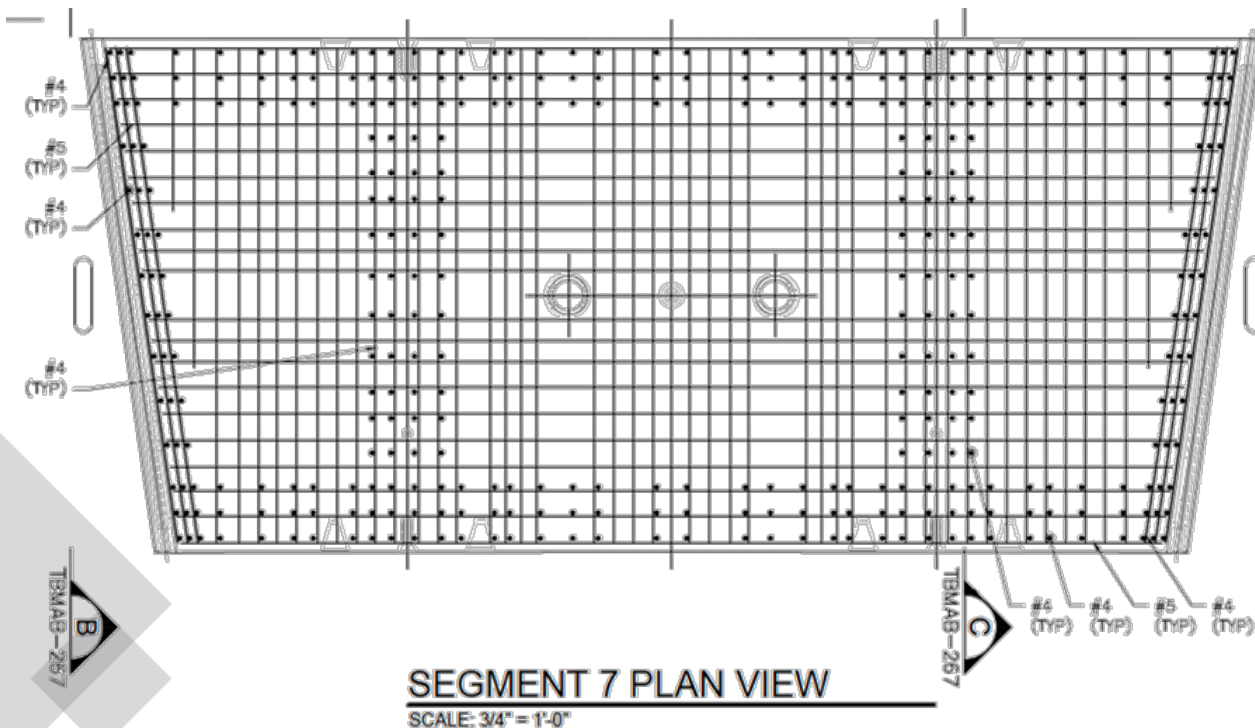 #4
(TYP)
#5
(TYP)
#4
(TYP)
#4
(TYP)
#4
(TYP)
#4
(TYP)
#5
(TYP)
#4
(TYP)
B
TBMAB-267
C
TBMAB-267
SEGMENT 7 PLAN VIEW
SCALE: 3/4" = 1'-0"